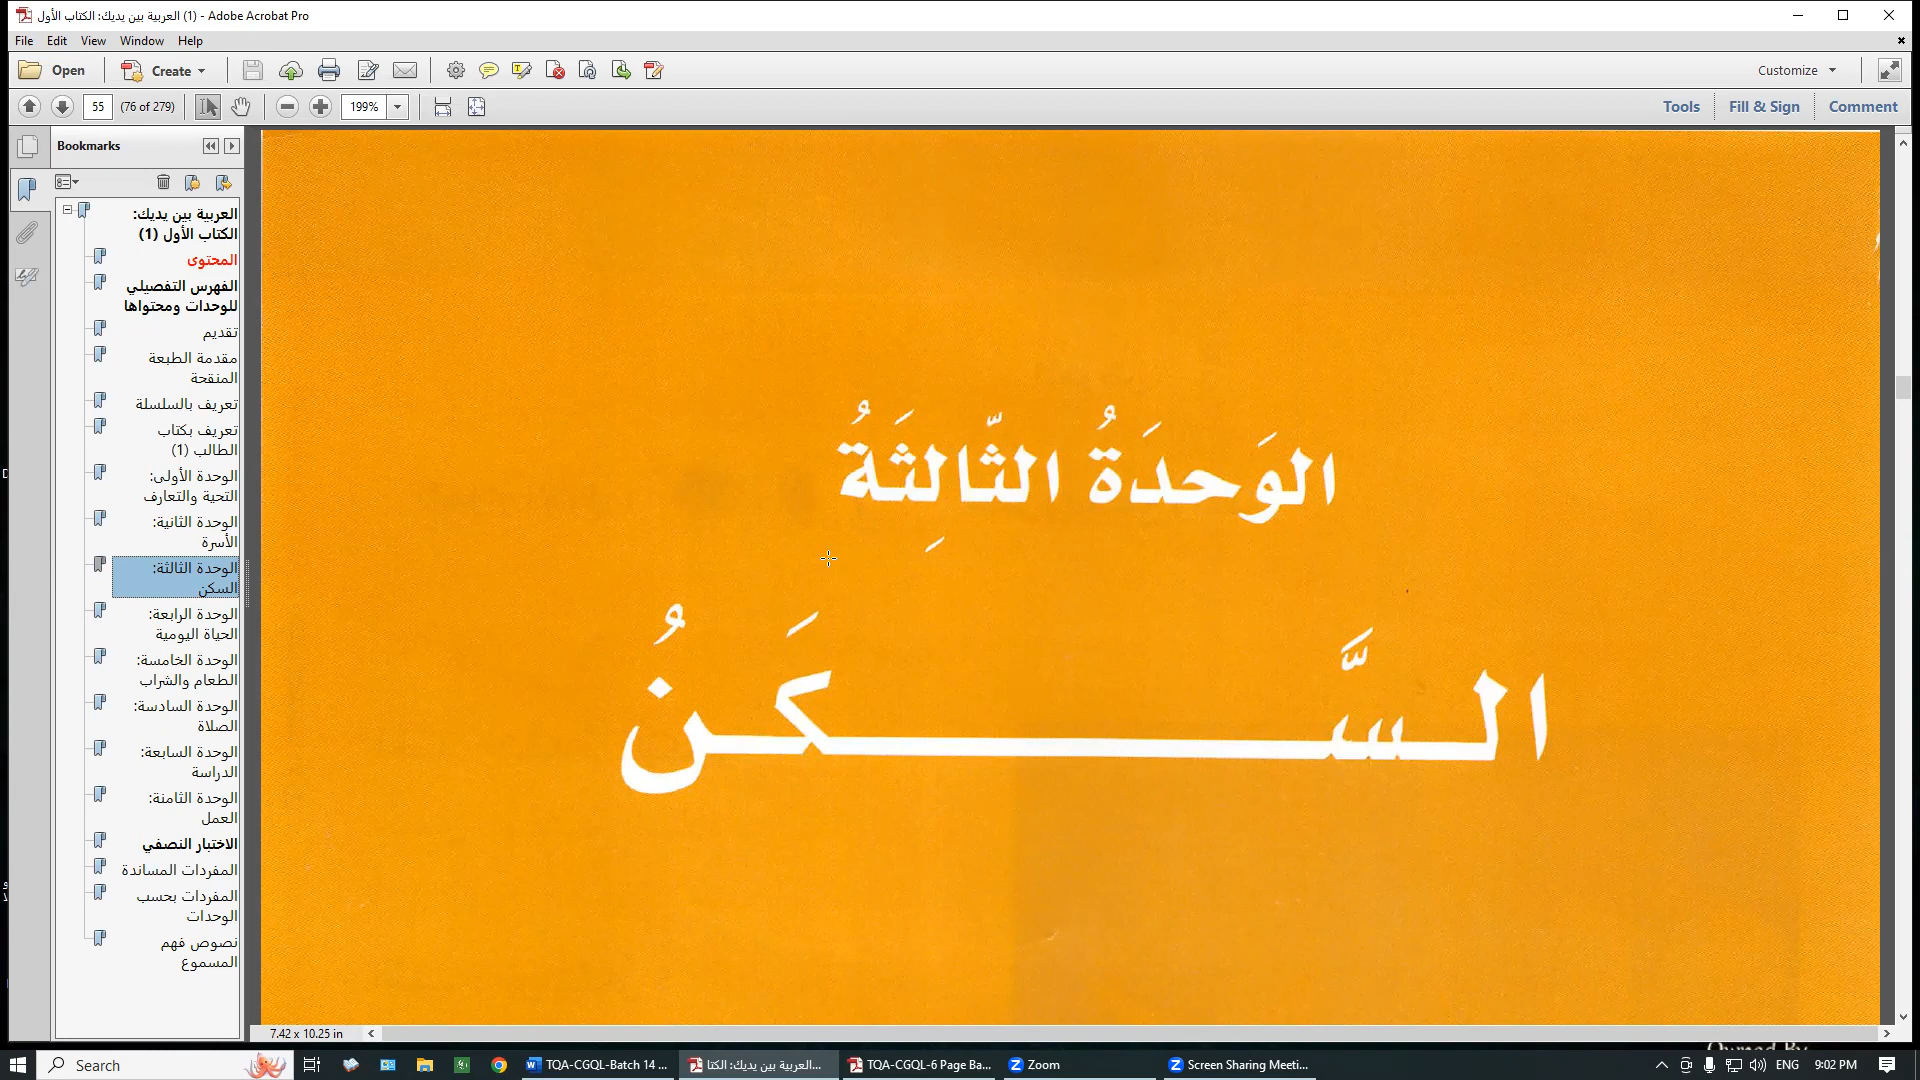 العربية بين يديك: الكتاب الأول (1) - Adobe Acrobat Pro
File Edit View Window Help
Open Create Customize
55 (76 of 279) 199% Tools Fill & Sign Comment
Bookmarks
العربية بين يديك:
الكتاب الأول (1)
المحتوى
الفهرس التفصيلي
للوحدات ومحتواها
تقديم
مقدمة الطبعة
المنقحة
تعريف بالسلسلة
تعريف بكتاب
الطالب (1)
الوحدة الأولى:
التحية والتعارف
الوحدة الثانية:
الأسرة
الوحدة الثالثة:
السكن
الوحدة الرابعة:
الحياة اليومية
الوحدة الخامسة:
الطعام والشراب
الوحدة السادسة:
الصلاة
الوحدة السابعة:
الدراسة
الوحدة الثامنة:
العمل
الاختبار النصفي
المفردات المساندة
المفردات بحسب
الوحدات
نصوص فهم
المسموع
الوَحدَةُ الثّالِثَةُ
السَّكَنُ
7.42 x 10.25 in
Search TQA-CGQL-Batch 14 ... العربية بين يديك: الكتا... TQA-CGQL-6 Page Ba... Zoom Screen Sharing Meeti... ENG 9:02 PM